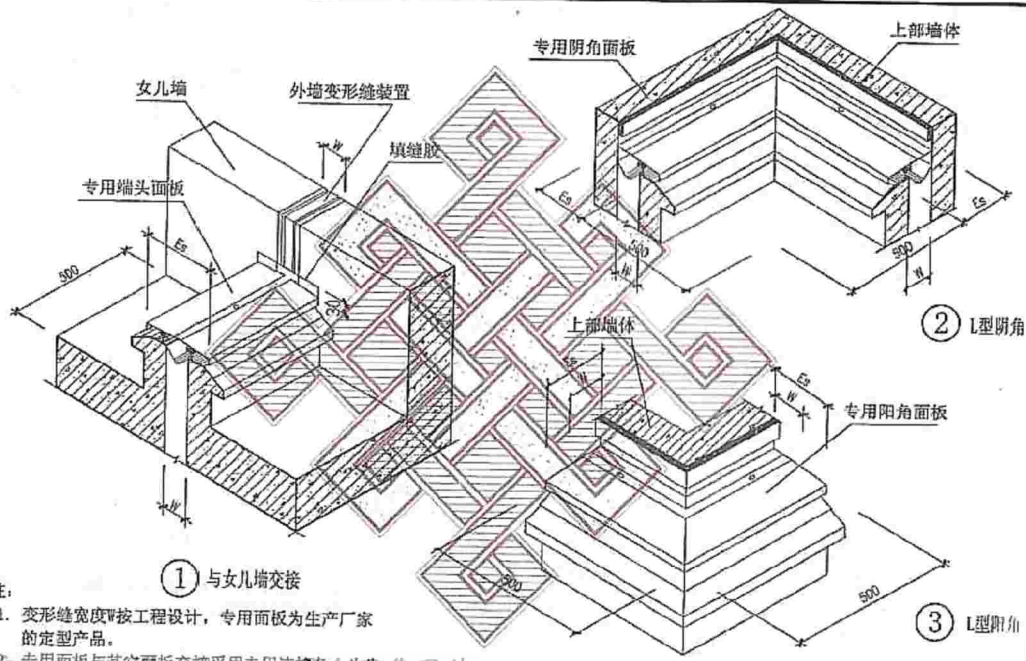 女儿墙
外墙变形缝装置
W
填缝胶
专用端头面板
Es
500
30
W
① 与女儿墙交接
专用阴角面板
上部墙体
Es
500
W
Es
500
W
② L型阴角
上部墙体
Es
W
Es
W
专用阳角面板
500
500
③ L型阳角
注:
1. 变形缝宽度W按工程设计,专用面板为生产厂家
的定型产品。